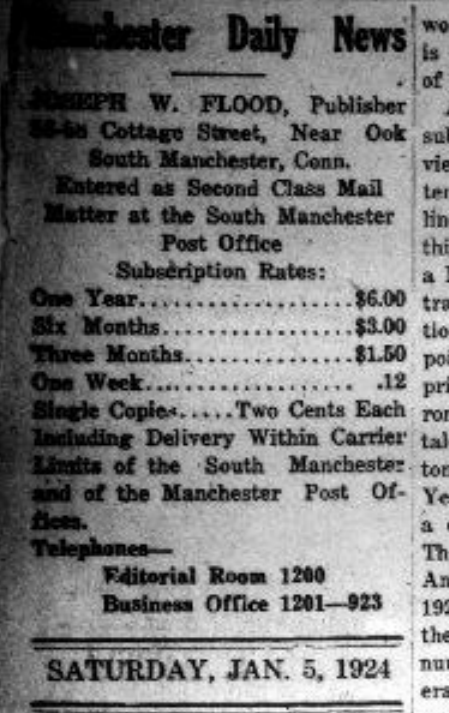 Manchester Daily News
JOSEPH W. FLOOD, Publisher
Cottage Street, Near Ook
South Manchester, Conn.
Entered as Second Class Mail
Matter at the South Manchester
Post Office
Subscription Rates:
One Year..................$6.00
Six Months................$3.00
Three Months..............$1.50
One Week.................. .12
Single Copies.....Two Cents Each
Including Delivery Within Carrier
Limits of the South Manchester
and of the Manchester Post Of-
fices.
Telephones—
Editorial Room 1200
Business Office 1201—923
SATURDAY, JAN. 5, 1924